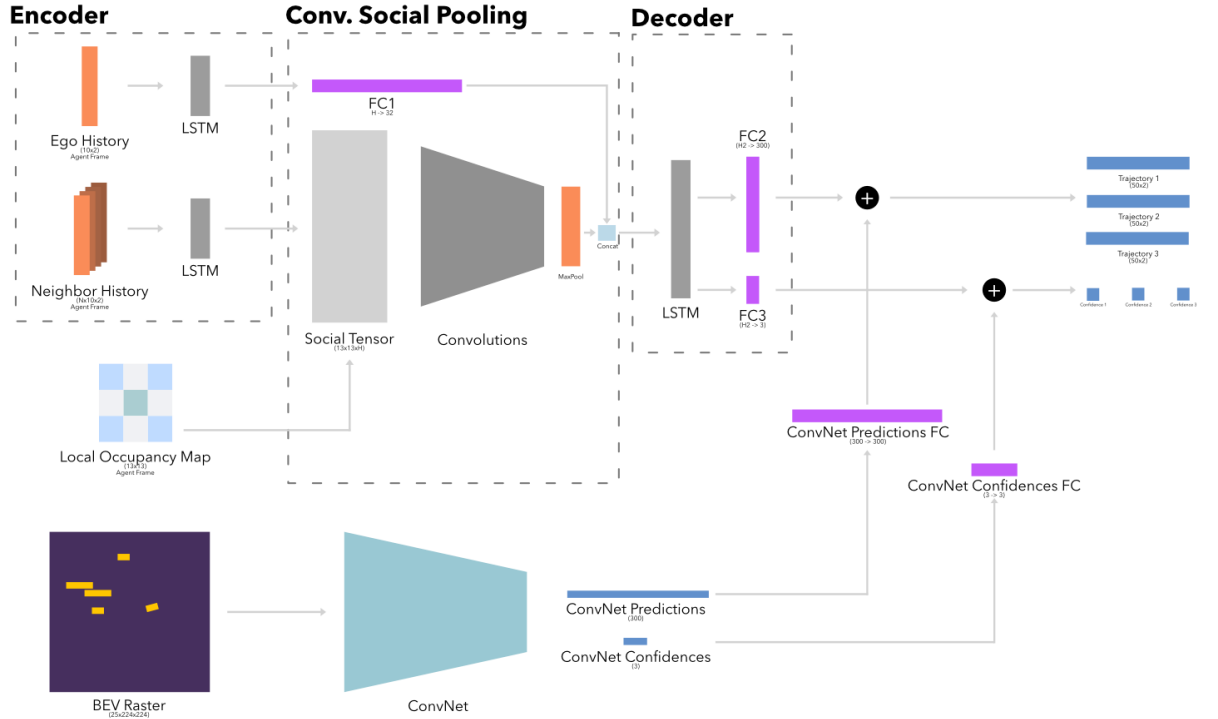 Encoder
Conv. Social Pooling
Decoder
Ego History
(10x2)
Agent Frame
LSTM
FC1
H -> 32
Neighbor History
(Nx10x2)
Agent Frame
LSTM
Social Tensor
(13x13xH)
Convolutions
MaxPool
Concat
LSTM
FC2
(H2 -> 300)
FC3
(H2 -> 3)
+
+
Trajectory 1
(50x2)
Trajectory 2
(50x2)
Trajectory 3
(50x2)
Confidence 1
Confidence 2
Confidence 3
Local Occupancy Map
(13x13)
Agent Frame
ConvNet Predictions FC
(300 -> 300)
ConvNet Confidences FC
(3 -> 3)
BEV Raster
(25x224x224)
ConvNet
ConvNet Predictions
(300)
ConvNet Confidences
(3)